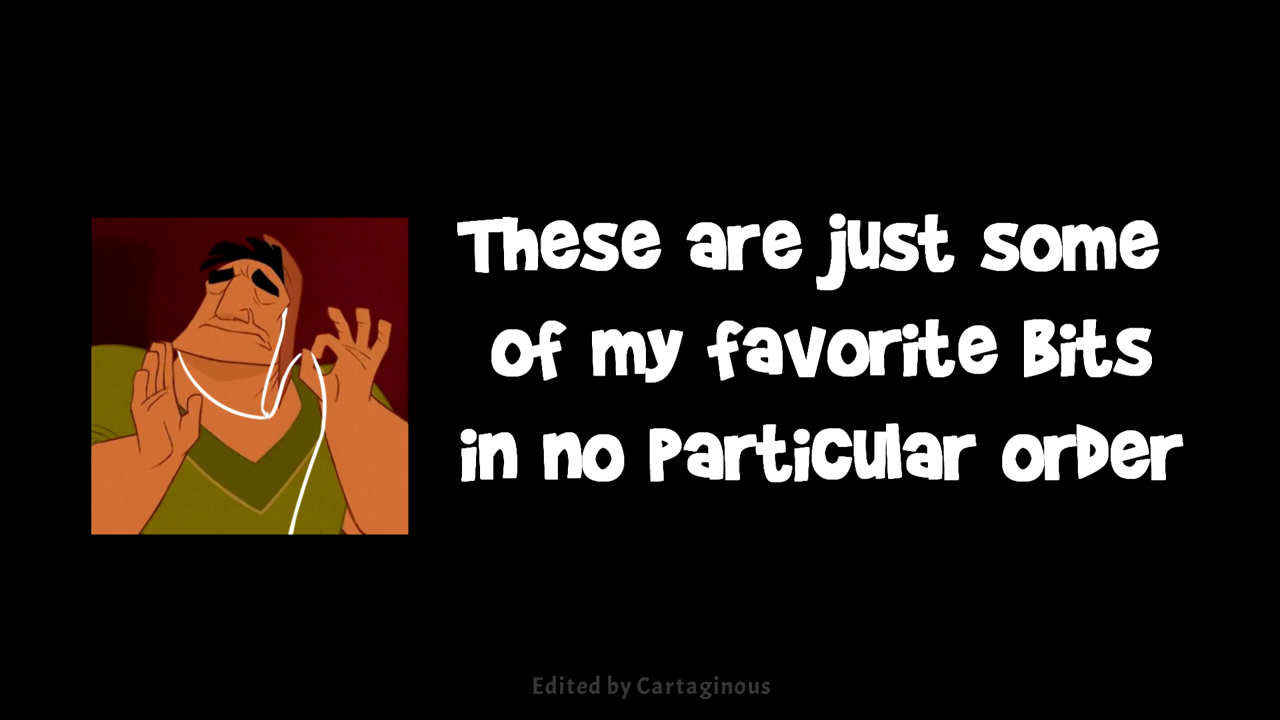 These are just some
of my favorite Bits
in no particular order
Edited by Cartaginous